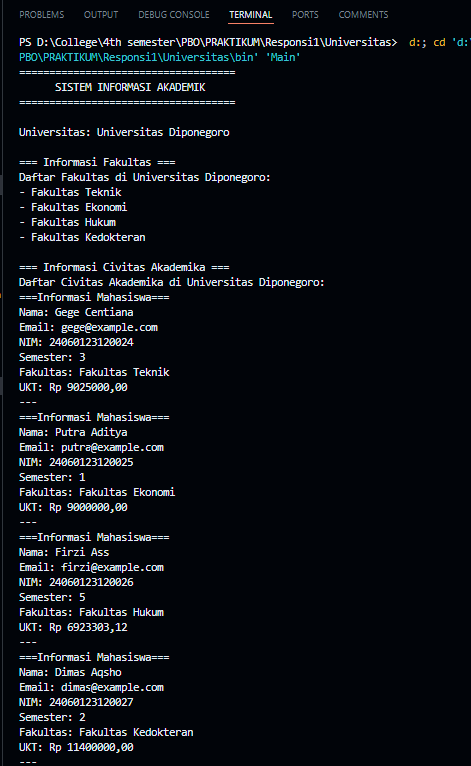 PROBLEMS OUTPUT DEBUG CONSOLE TERMINAL PORTS COMMENTS
PS D:\College\4th semester\PBO\PRAKTIKUM\Responsi1\Universitas> d:; cd 'd:\
PBO\PRAKTIKUM\Responsi1\Universitas\bin' 'Main'
====================================
SISTEM INFORMASI AKADEMIK
====================================
Universitas: Universitas Diponegoro
=== Informasi Fakultas ===
Daftar Fakultas di Universitas Diponegoro:
- Fakultas Teknik
- Fakultas Ekonomi
- Fakultas Hukum
- Fakultas Kedokteran
=== Informasi Civitas Akademika ===
Daftar Civitas Akademika di Universitas Diponegoro:
===Informasi Mahasiswa===
Nama: Gege Centiana
Email: gege@example.com
NIM: 24060123120024
Semester: 3
Fakultas: Fakultas Teknik
UKT: Rp 9025000,00
---
===Informasi Mahasiswa===
Nama: Putra Aditya
Email: putra@example.com
NIM: 24060123120025
Semester: 1
Fakultas: Fakultas Ekonomi
UKT: Rp 9000000,00
---
===Informasi Mahasiswa===
Nama: Firzi Ass
Email: firzi@example.com
NIM: 24060123120026
Semester: 5
Fakultas: Fakultas Hukum
UKT: Rp 6923303,12
---
===Informasi Mahasiswa===
Nama: Dimas Aqsho
Email: dimas@example.com
NIM: 24060123120027
Semester: 2
Fakultas: Fakultas Kedokteran
UKT: Rp 11400000,00
---